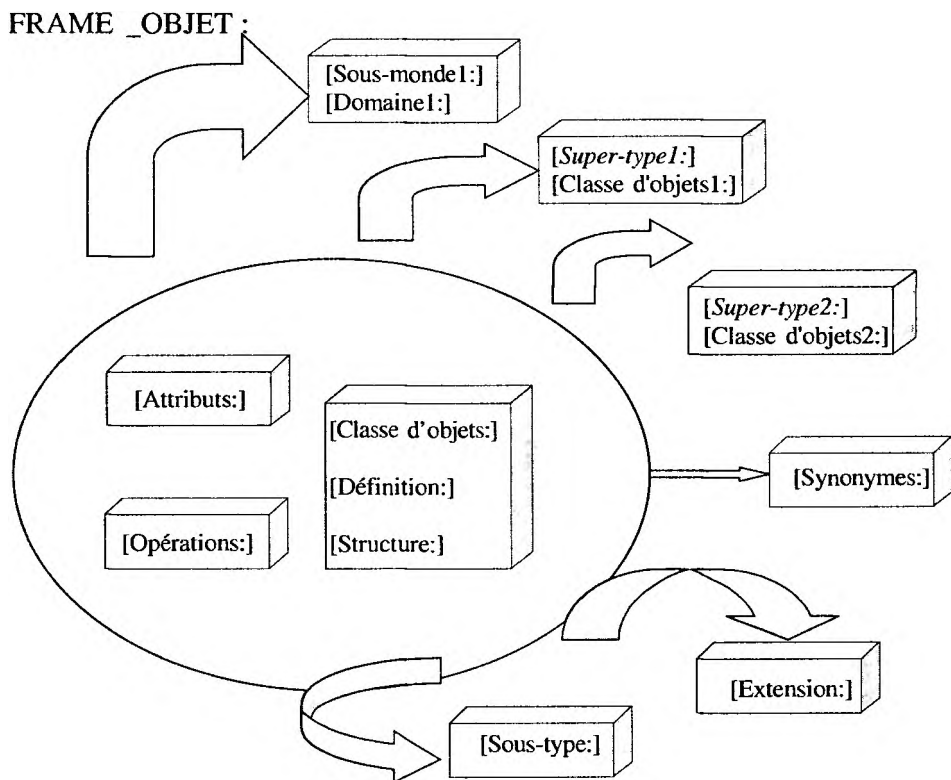 FRAME _OBJET :
[Sous-monde1:]
[Domaine1:]
[Super-type1:]
[Classe d'objets1:]
[Super-type2:]
[Classe d'objets2:]
[Attributs:]
[Classe d'objets:]
[Définition:]
[Structure:]
[Opérations:]
[Synonymes:]
[Extension:]
[Sous-type:]